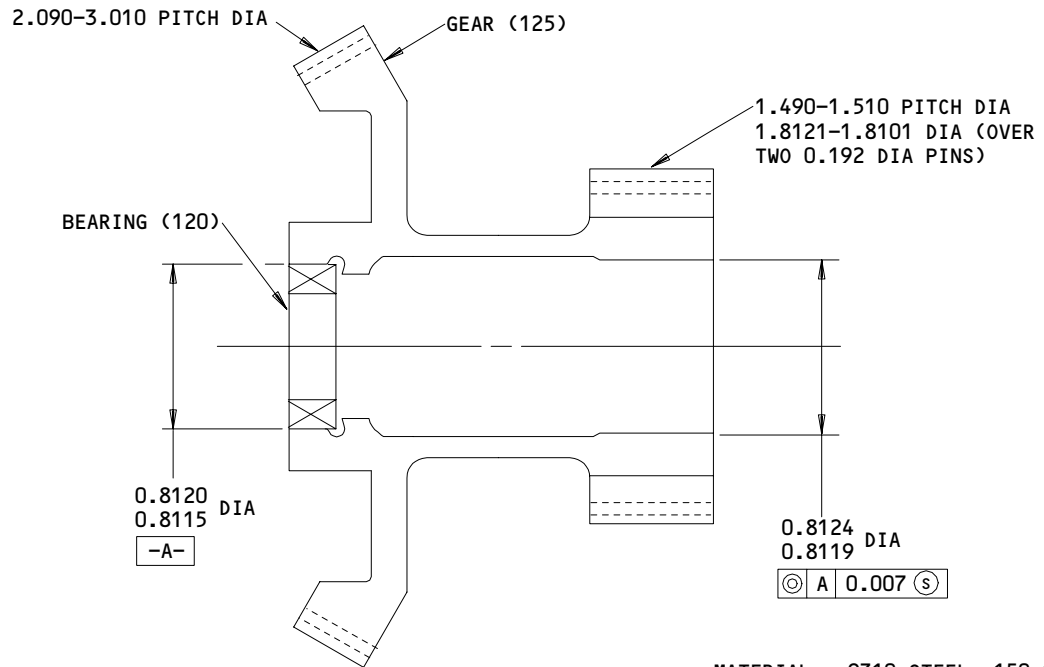 2.090-3.010 PITCH DIA
GEAR (125)
1.490-1.510 PITCH DIA
1.8121-1.8101 DIA (OVER
TWO 0.192 DIA PINS)
BEARING (120)
0.8120
0.8115 DIA
-A-
0.8124
0.8119 DIA
◎ A 0.007 Ⓢ